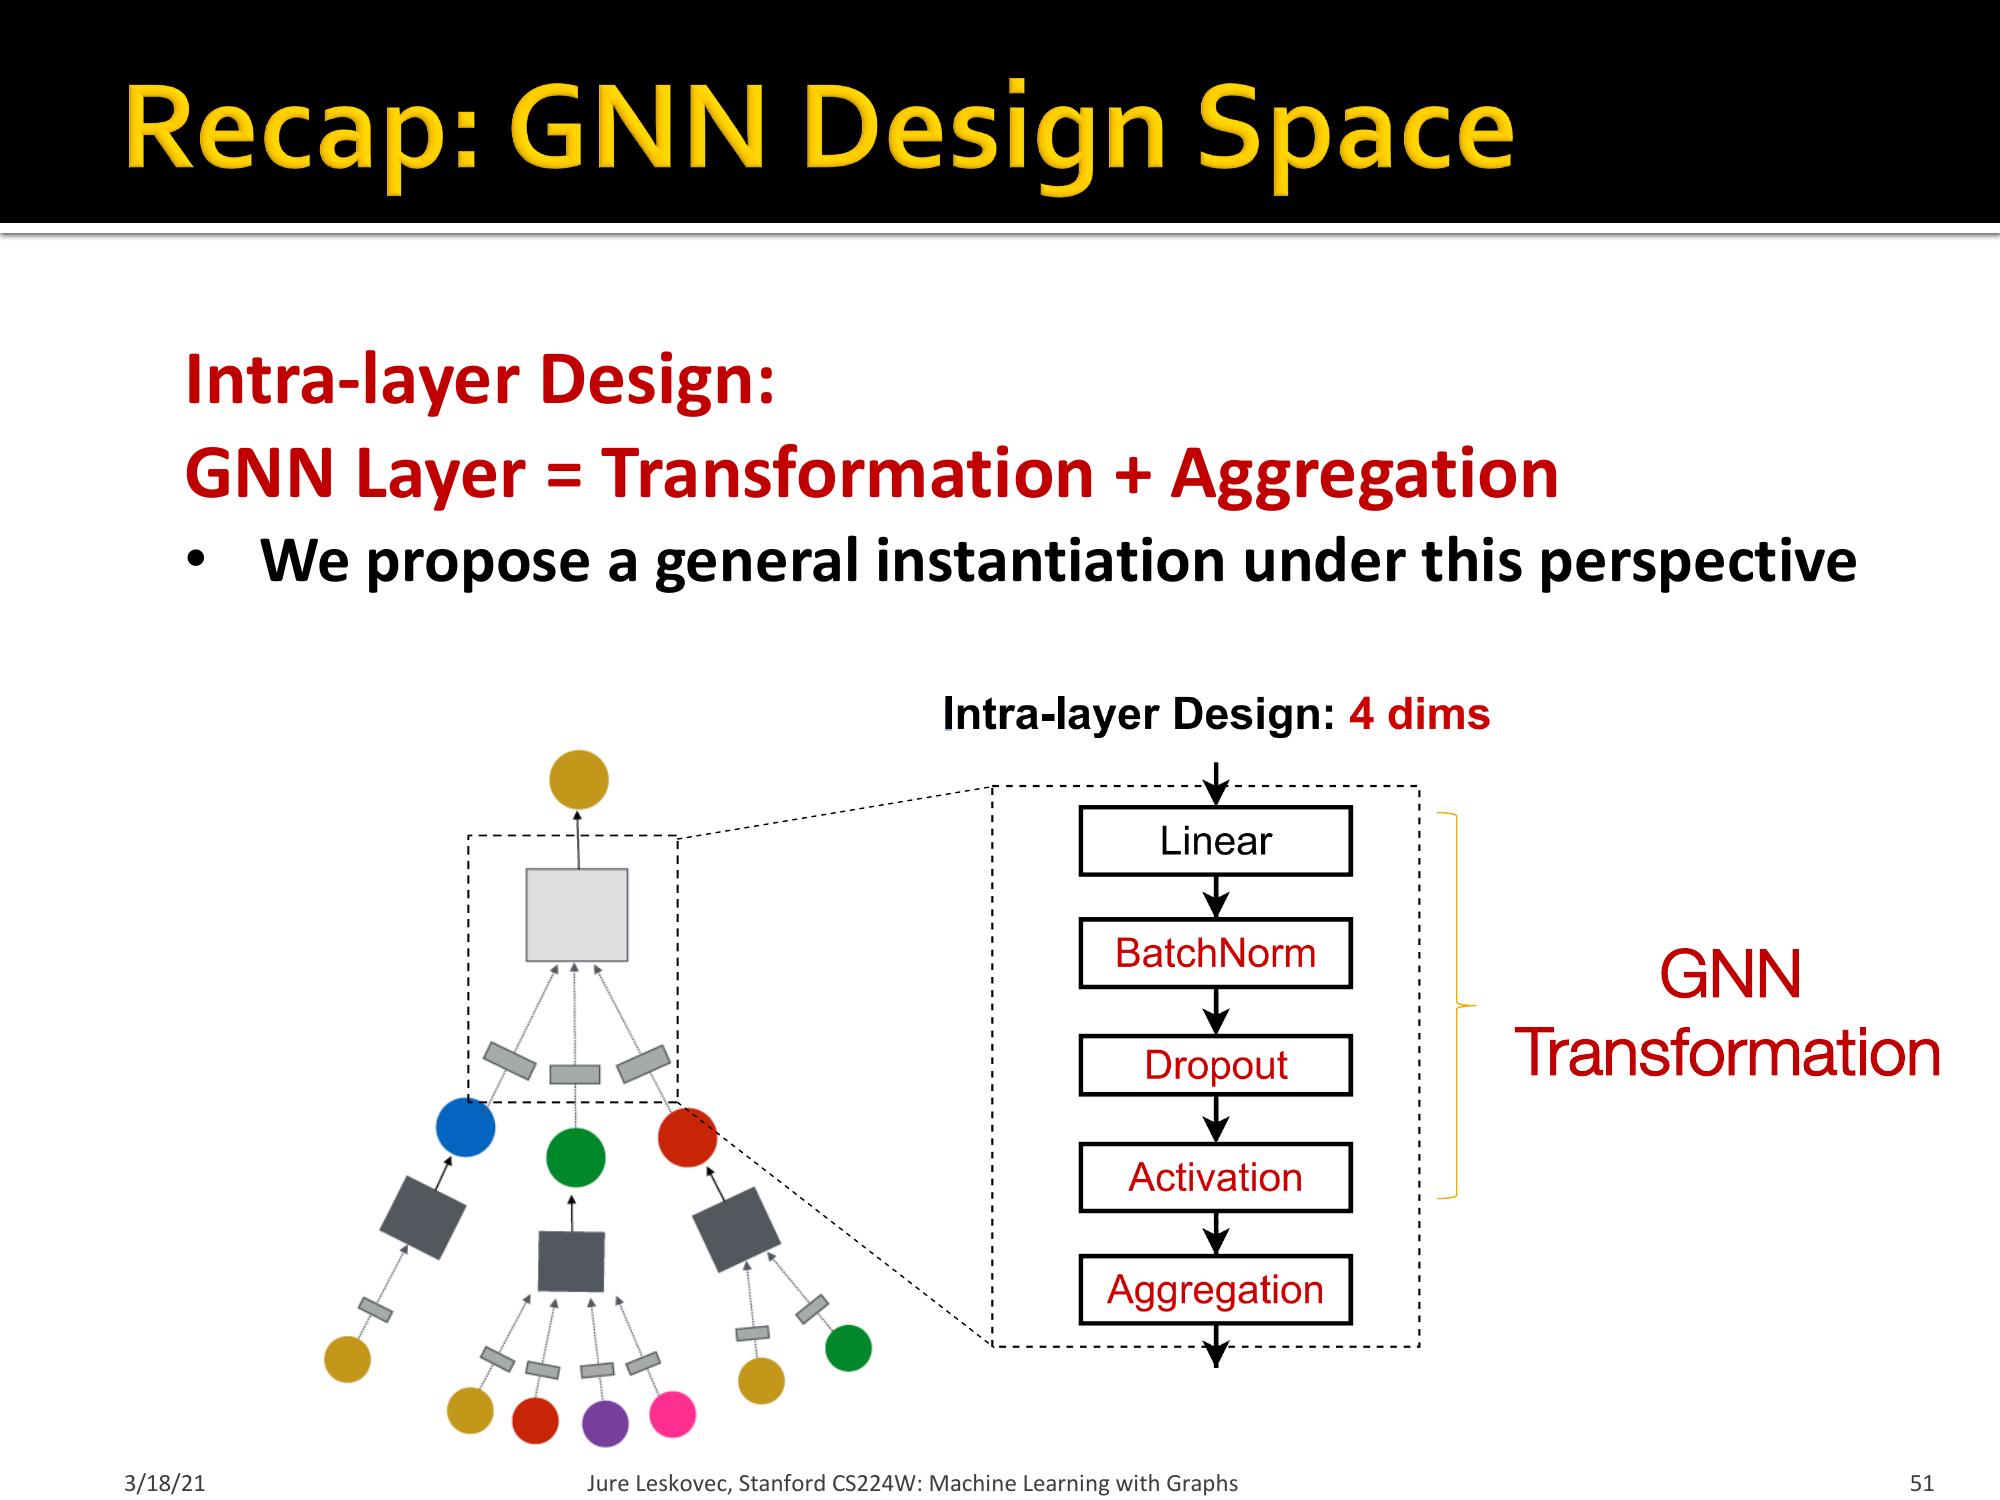 Recap: GNN Design Space
Intra-layer Design:
GNN Layer = Transformation + Aggregation
• We propose a general instantiation under this perspective
Intra-layer Design: 4 dims
Linear
BatchNorm
Dropout
Activation
Aggregation
GNN
Transformation
3/18/21
Jure Leskovec, Stanford CS224W: Machine Learning with Graphs
51